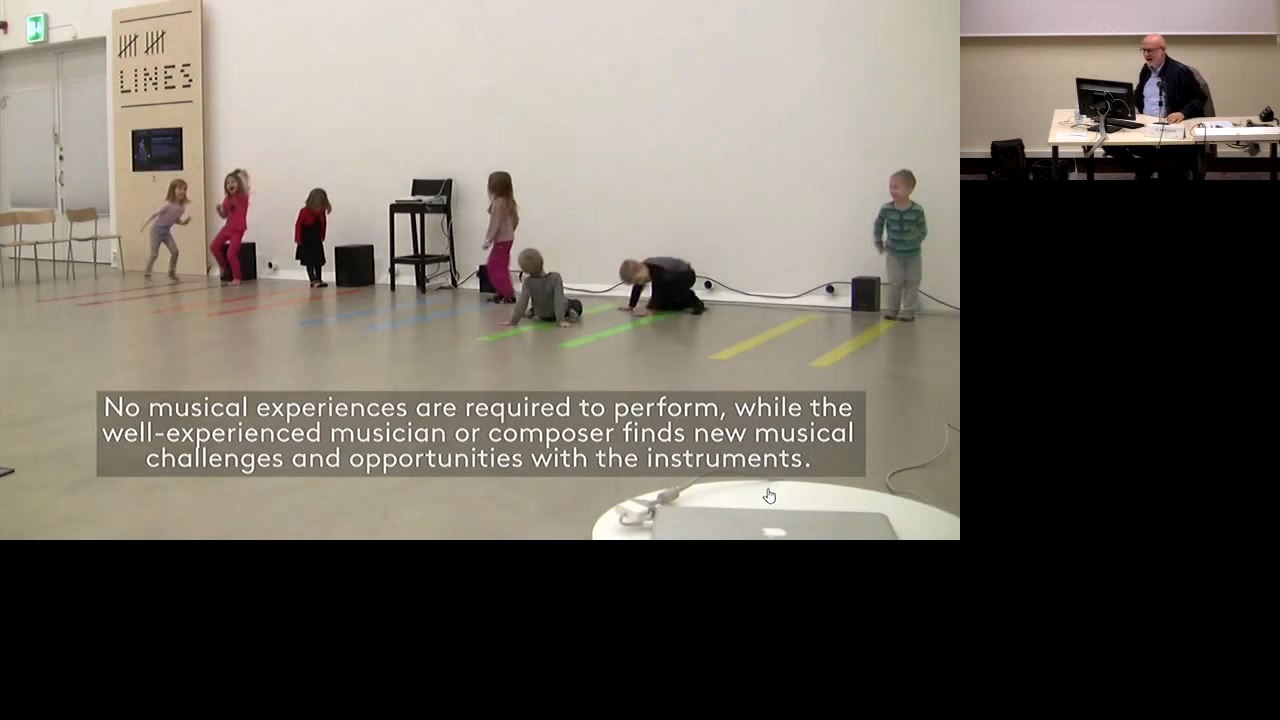 LINES
No musical experiences are required to perform, while the
well-experienced musician or composer finds new musical
challenges and opportunities with the instruments.